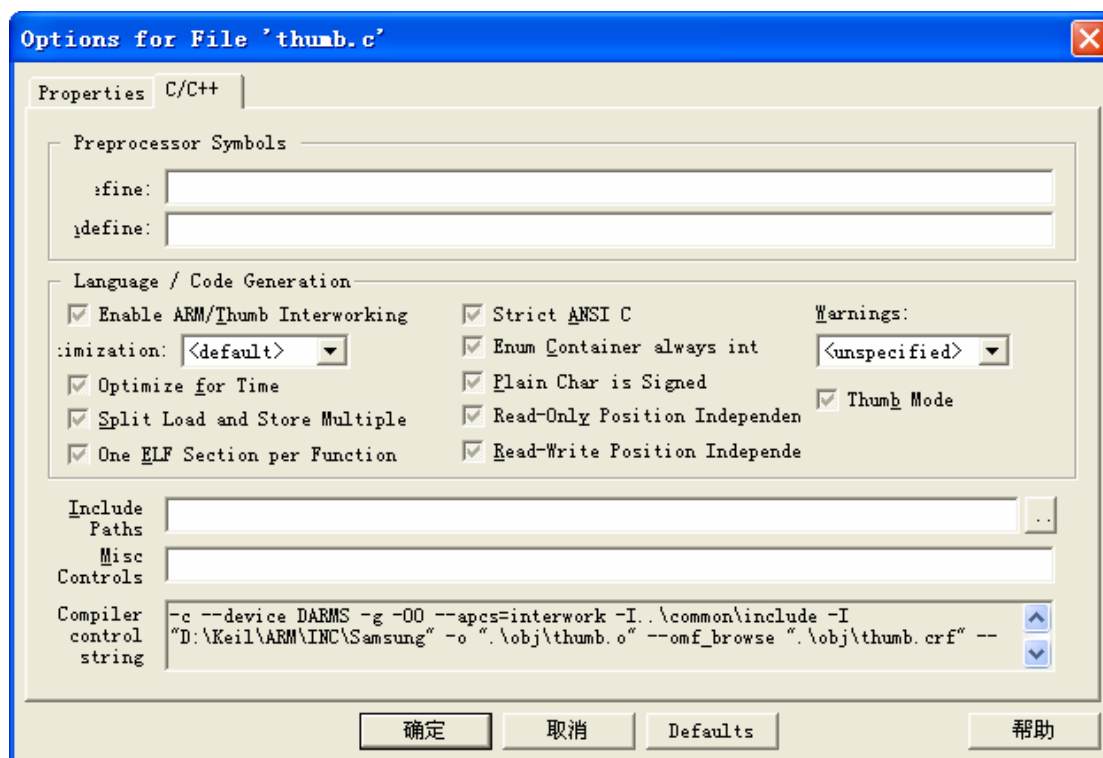 Options for File 'thumb.c'
Properties C/C++
Preprocessor Symbols
efine:
define:
Language / Code Generation
Enable ARM/Thumb Interworking
Strict ANSI C
Warnings:
timization: <default>
Enum Container always int
<unspecified>
Optimize for Time
Plain Char is Signed
Thumb Mode
Split Load and Store Multiple
Read-Only Position Independen
One ELF Section per Function
Read-Write Position Independe
Include
Paths
..
Misc
Controls
Compiler
control
string
-c --device DARMS -g -O0 --apcs=interwork -I..\common\include -I
"D:\Keil\ARM\INC\Samsung" -o ".\obj\thumb.o" --omf_browse ".\obj\thumb.crf" --
确定 取消 Defaults 帮助